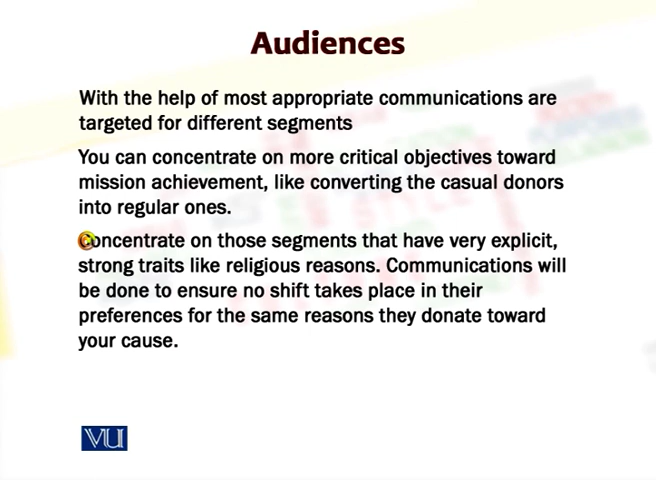 Audiences
With the help of most appropriate communications are
targeted for different segments
You can concentrate on more critical objectives toward
mission achievement, like converting the casual donors
into regular ones.
Concentrate on those segments that have very explicit,
strong traits like religious reasons. Communications will
be done to ensure no shift takes place in their
preferences for the same reasons they donate toward
your cause.
VU